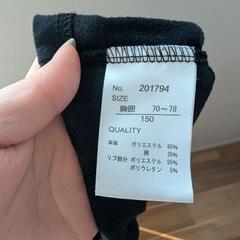 No. 201794
SIZE
胸囲 70～78
150
QUALITY
本体 ポリエステル 65%
綿 35%
リブ部分 ポリエステル 95%
ポリウレタン 5%